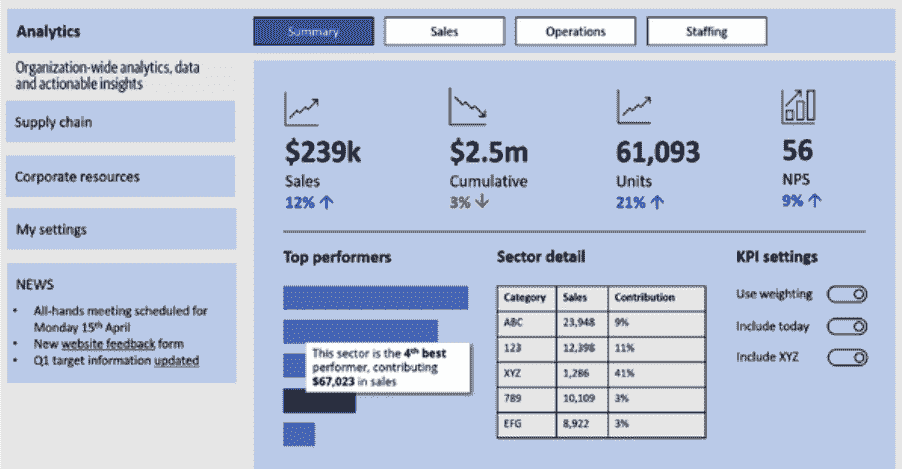 Analytics
Summary
Sales
Operations
Staffing
Organization-wide analytics, data
and actionable insights
Supply chain
Corporate resources
My settings
NEWS
• All-hands meeting scheduled for
Monday 15th April
• New website feedback form
• Q1 target information updated
$239k
Sales
12% ↑
$2.5m
Cumulative
3% ↓
61,093
Units
21% ↑
56
NPS
9% ↑
Top performers
This sector is the 4th best
performer, contributing
$67,023 in sales
Sector detail
Category Sales Contribution
ABC 23,948 9%
123 12,398 11%
XYZ 1,286 41%
789 10,109 3%
EFG 8,922 3%
KPI settings
Use weighting
Include today
Include XYZ